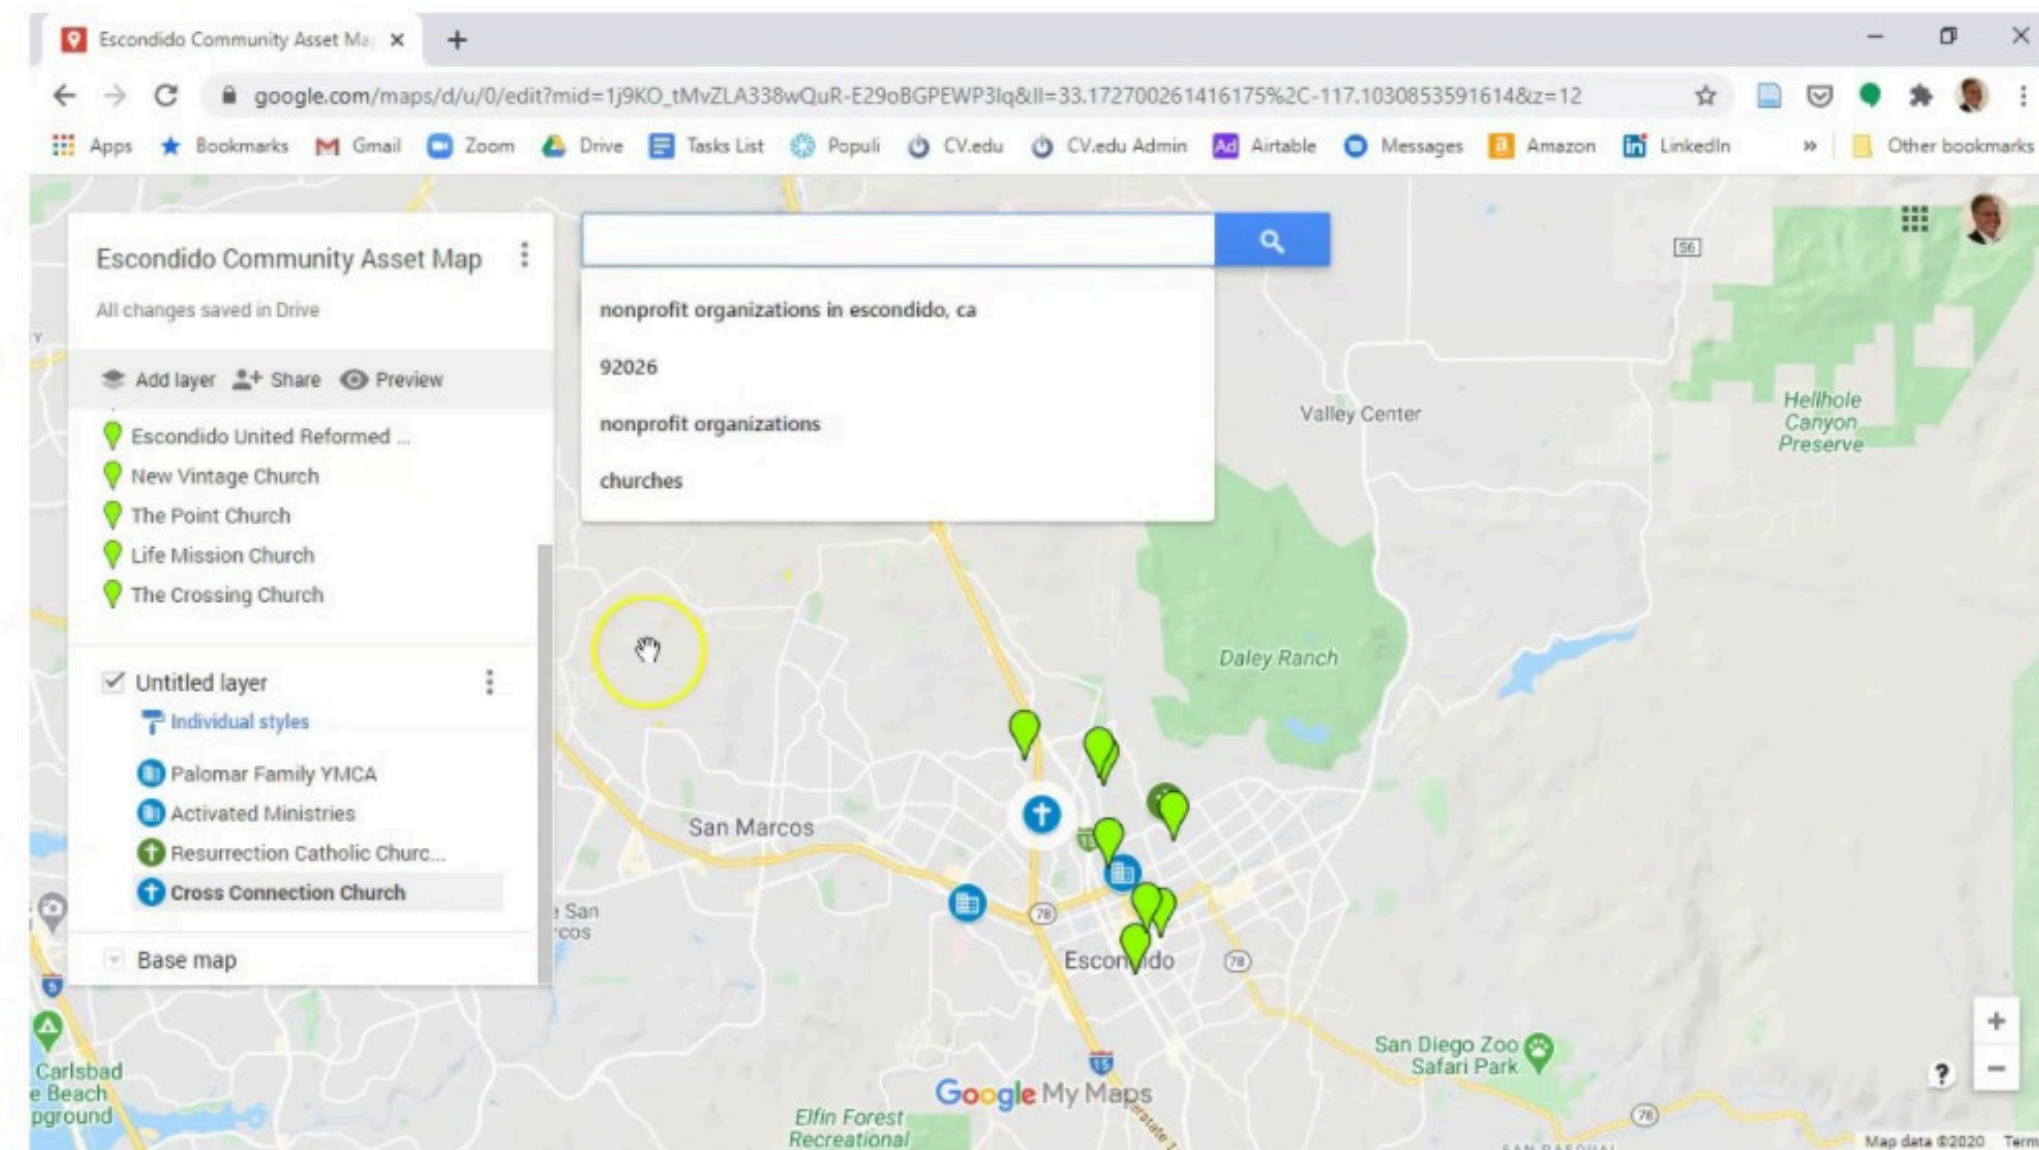 Escondido Community Asset Ma
google.com/maps/d/u/0/edit?mid=1j9KO_tMvZLA338wQuR-E29oBGPEWP3lq&ll=33.172700261416175%2C-117.1030853591614&z=12
Apps Bookmarks Gmail Zoom Drive Tasks List Populi CV.edu CV.edu Admin Ad Airtable Messages Amazon LinkedIn » Other bookmarks
Escondido Community Asset Map
All changes saved in Drive
Add layer Share Preview
Escondido United Reformed ...
New Vintage Church
The Point Church
Life Mission Church
The Crossing Church
Untitled layer
Individual styles
Palomar Family YMCA
Activated Ministries
Resurrection Catholic Churc...
Cross Connection Church
Base map
nonprofit organizations in escondido, ca
92026
nonprofit organizations
churches
S6
Valley Center
Hellhole
Canyon
Preserve
Daley Ranch
San Marcos
15
78
San
Escondido
78
5
15
San Diego Zoo
Safari Park
Carlsbad
Beach
pground
Google My Maps
Elfin Forest
Recreational
78
?
+
−
Map data ©2020 Term